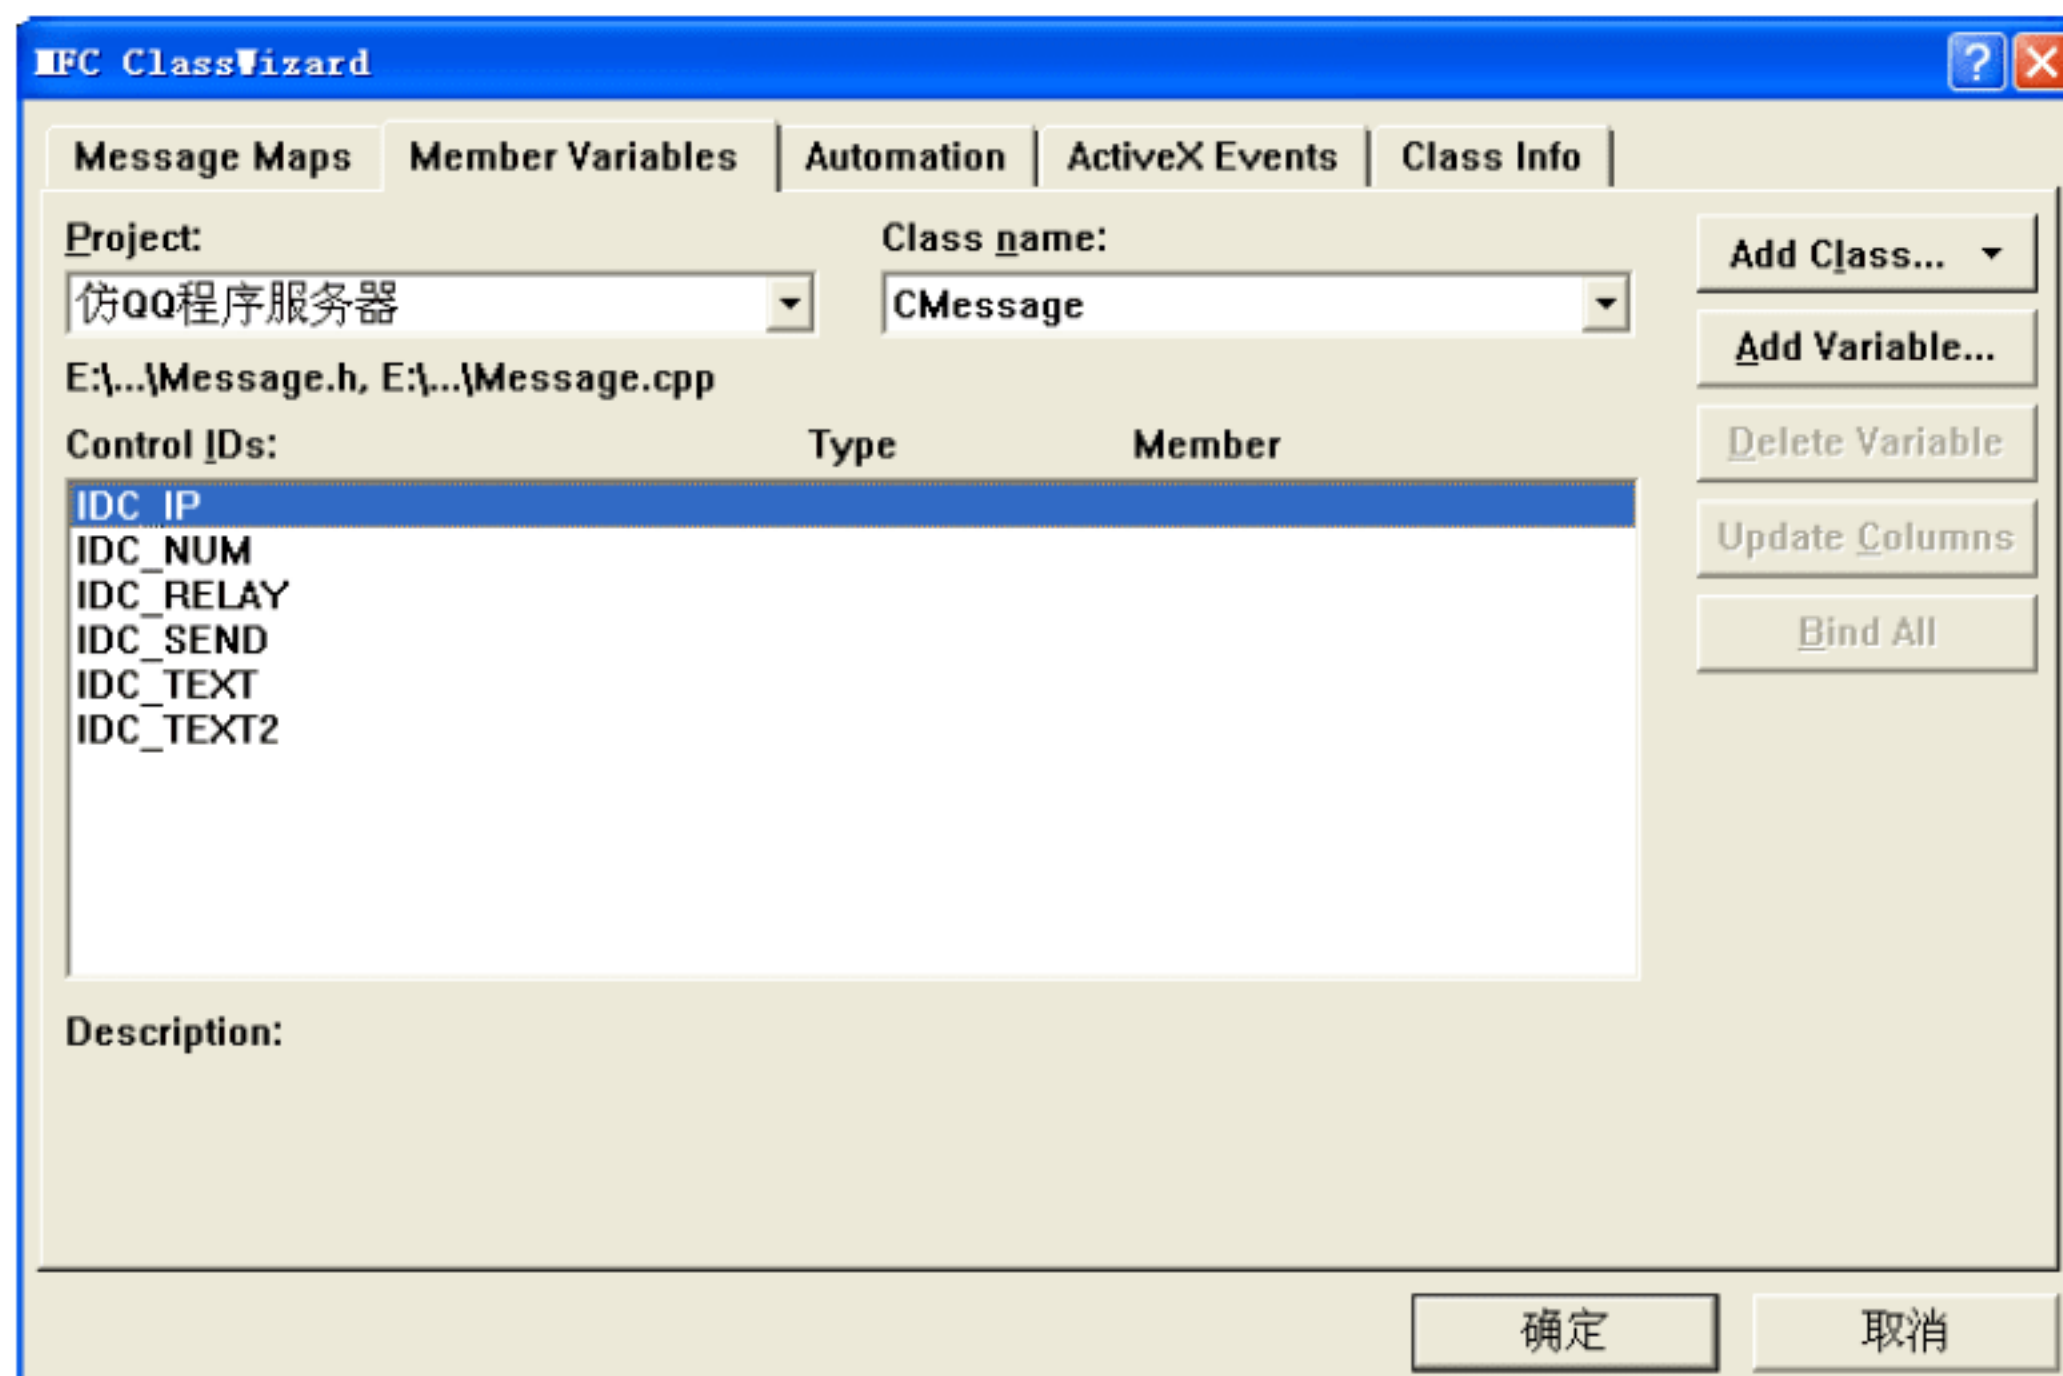 MFC ClassWizard
Message Maps Member Variables Automation ActiveX Events Class Info
Project: Class name:
仿QQ程序服务器 CMessage
Add Class...
Add Variable...
E:\...\Message.h, E:\...\Message.cpp
Control IDs: Type Member
Delete Variable
IDC_IP
IDC_NUM
IDC_RELAY
IDC_SEND
IDC_TEXT
IDC_TEXT2
Update Columns
Bind All
Description:
确定 取消